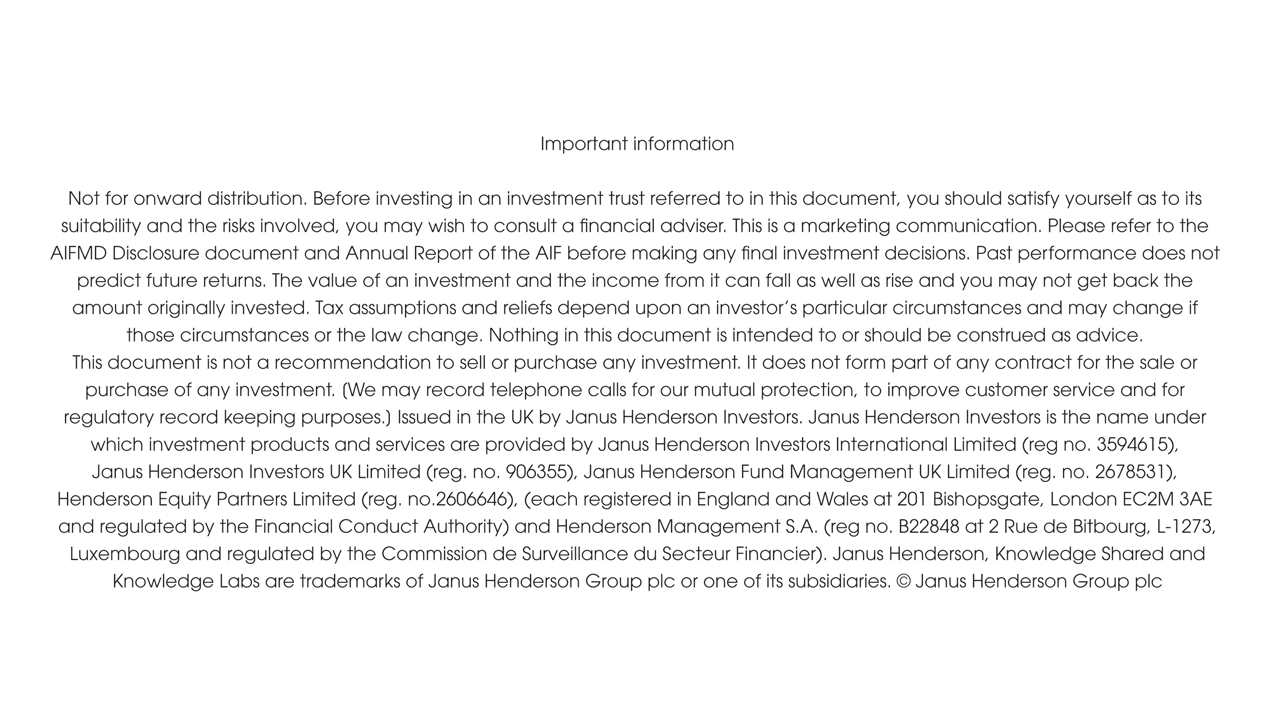 Important information
Not for onward distribution. Before investing in an investment trust referred to in this document, you should satisfy yourself as to its
suitability and the risks involved, you may wish to consult a financial adviser. This is a marketing communication. Please refer to the
AIFMD Disclosure document and Annual Report of the AIF before making any final investment decisions. Past performance does not
predict future returns. The value of an investment and the income from it can fall as well as rise and you may not get back the
amount originally invested. Tax assumptions and reliefs depend upon an investor’s particular circumstances and may change if
those circumstances or the law change. Nothing in this document is intended to or should be construed as advice.
This document is not a recommendation to sell or purchase any investment. It does not form part of any contract for the sale or
purchase of any investment. (We may record telephone calls for our mutual protection, to improve customer service and for
regulatory record keeping purposes.) Issued in the UK by Janus Henderson Investors. Janus Henderson Investors is the name under
which investment products and services are provided by Janus Henderson Investors International Limited (reg no. 3594615),
Janus Henderson Investors UK Limited (reg. no. 906355), Janus Henderson Fund Management UK Limited (reg. no. 2678531),
Henderson Equity Partners Limited (reg. no.2606646), (each registered in England and Wales at 201 Bishopsgate, London EC2M 3AE
and regulated by the Financial Conduct Authority) and Henderson Management S.A. (reg no. B22848 at 2 Rue de Bitbourg, L-1273,
Luxembourg and regulated by the Commission de Surveillance du Secteur Financier). Janus Henderson, Knowledge Shared and
Knowledge Labs are trademarks of Janus Henderson Group plc or one of its subsidiaries. © Janus Henderson Group plc